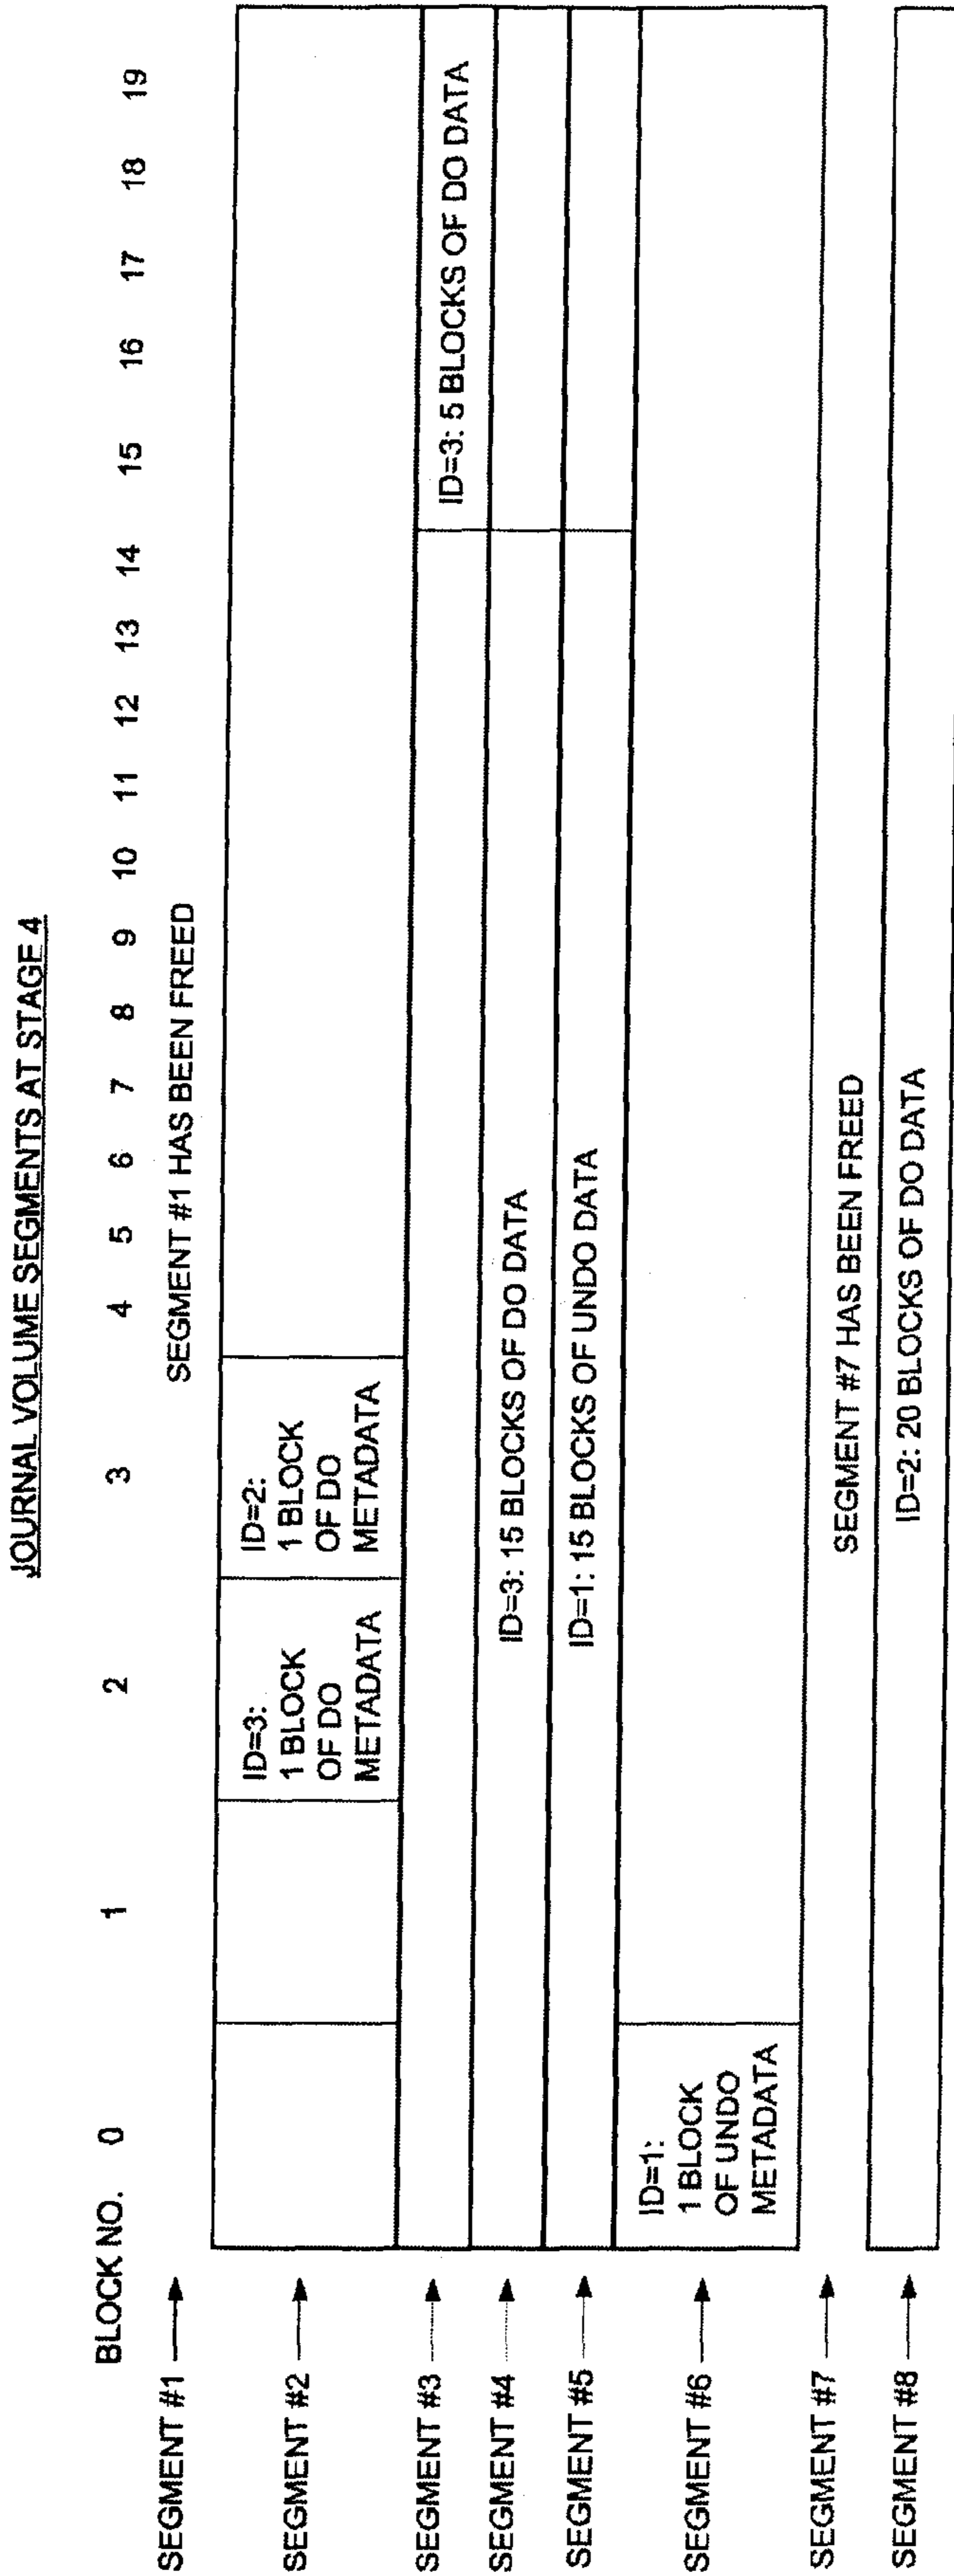 JOURNAL VOLUME SEGMENTS AT STAGE 4
BLOCK NO. 0 1 2 3 4 5 6 7 8 9 10 11 12 13 14 15 16 17 18 19
SEGMENT #1
SEGMENT #1 HAS BEEN FREED
SEGMENT #2
ID=3:
1 BLOCK
OF DO
METADATA
ID=2:
1 BLOCK
OF DO
METADATA
SEGMENT #3
ID=3: 5 BLOCKS OF DO DATA
SEGMENT #4
ID=3: 15 BLOCKS OF DO DATA
SEGMENT #5
ID=1: 15 BLOCKS OF UNDO DATA
SEGMENT #6
ID=1:
1 BLOCK
OF UNDO
METADATA
SEGMENT #7
SEGMENT #7 HAS BEEN FREED
SEGMENT #8
ID=2: 20 BLOCKS OF DO DATA